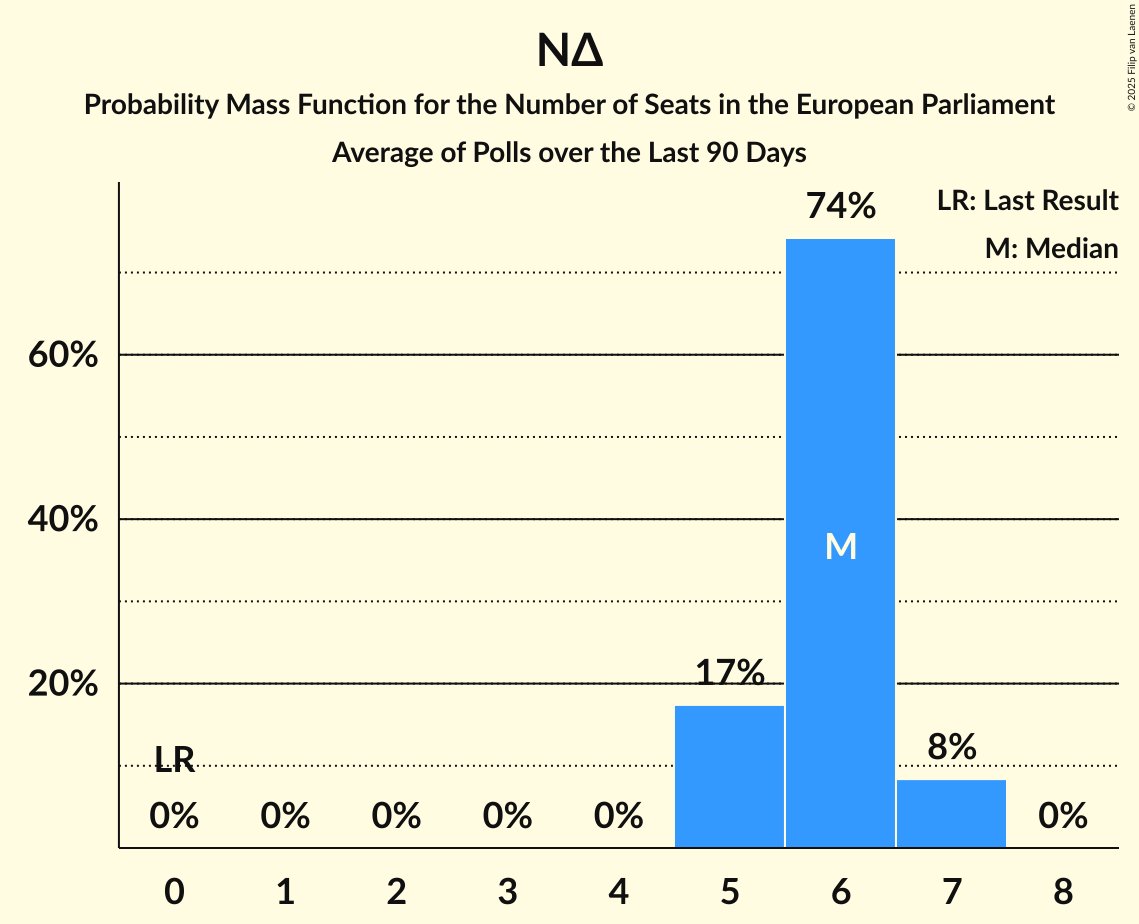 NΔ
Probability Mass Function for the Number of Seats in the European Parliament
Average of Polls over the Last 90 Days
© 2025 Filip van Laenen
LR: Last Result
M: Median
74%
60%
40%
M
20%
17%
LR
8%
0% 0% 0% 0% 0% 0%
0 1 2 3 4 5 6 7 8